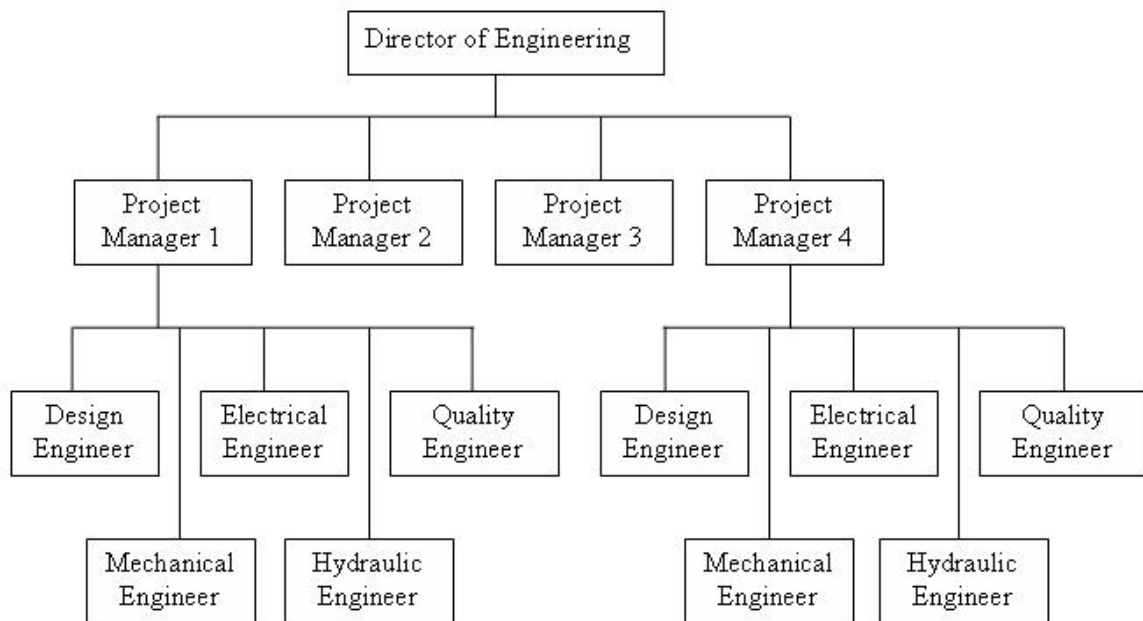 Director of Engineering
Project
Manager 1
Project
Manager 2
Project
Manager 3
Project
Manager 4
Design
Engineer
Electrical
Engineer
Quality
Engineer
Design
Engineer
Electrical
Engineer
Quality
Engineer
Mechanical
Engineer
Hydraulic
Engineer
Mechanical
Engineer
Hydraulic
Engineer